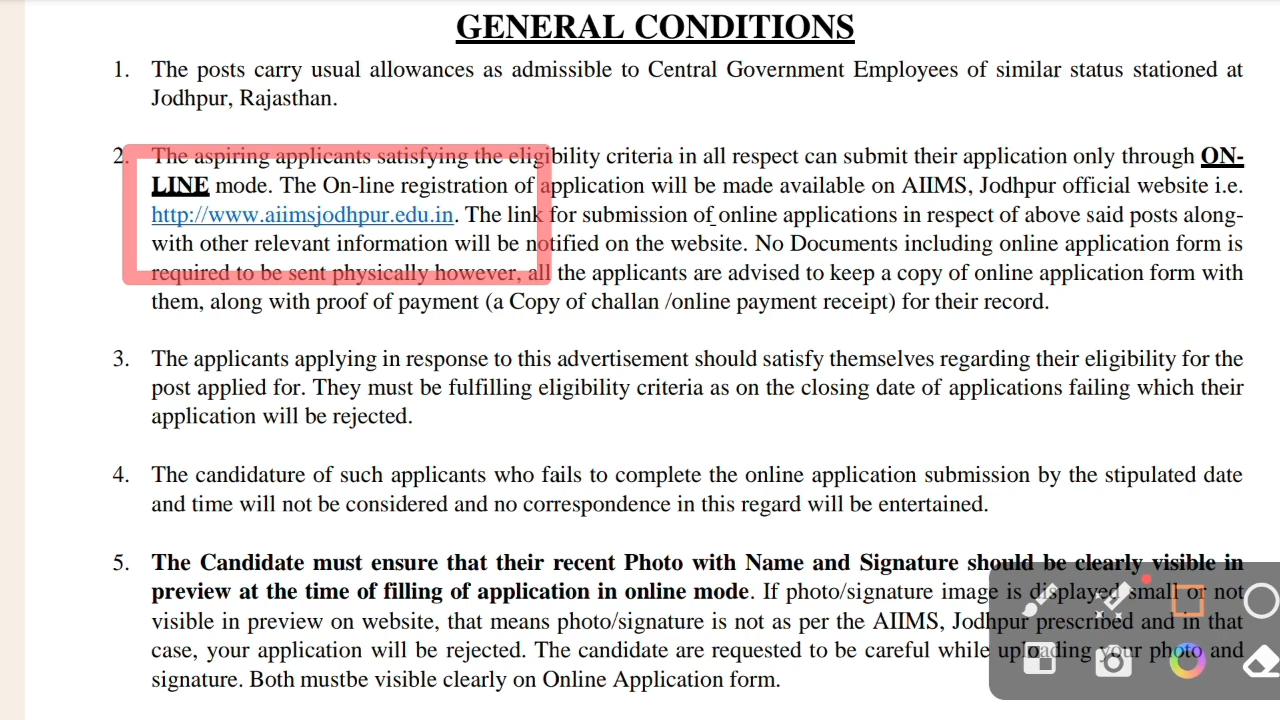 GENERAL CONDITIONS
1. The posts carry usual allowances as admissible to Central Government Employees of similar status stationed at
Jodhpur, Rajasthan.
2. The aspiring applicants satisfying the eligibility criteria in all respect can submit their application only through ON-
LINE mode. The On-line registration of application will be made available on AIIMS, Jodhpur official website i.e.
http://www.aiimsjodhpur.edu.in. The link for submission of online applications in respect of above said posts along-
with other relevant information will be notified on the website. No Documents including online application form is
required to be sent physically however, all the applicants are advised to keep a copy of online application form with
them, along with proof of payment (a Copy of challan /online payment receipt) for their record.
3. The applicants applying in response to this advertisement should satisfy themselves regarding their eligibility for the
post applied for. They must be fulfilling eligibility criteria as on the closing date of applications failing which their
application will be rejected.
4. The candidature of such applicants who fails to complete the online application submission by the stipulated date
and time will not be considered and no correspondence in this regard will be entertained.
5. The Candidate must ensure that their recent Photo with Name and Signature should be clearly visible in
preview at the time of filling of application in online mode. If photo/signature image is displayed small or not
visible in preview on website, that means photo/signature is not as per the AIIMS, Jodhpur prescribed and in that
case, your application will be rejected. The candidate are requested to be careful while uploading your photo and
signature. Both mustbe visible clearly on Online Application form.